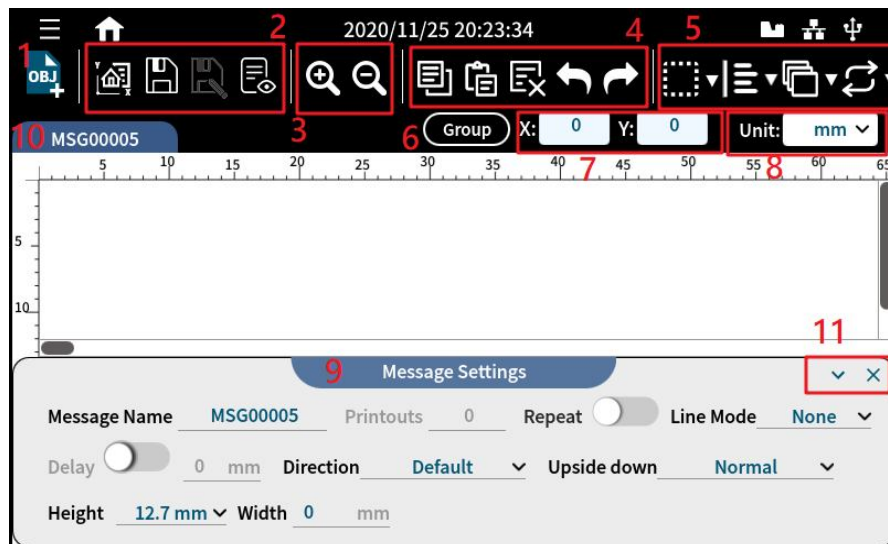 2020/11/25 20:23:34
1 2 3 4 5
OBJ
10 MSG00005 6 Group X: 0 Y: 0 7 Unit: mm 8
5 10 15 20 25 30 35 40 45 50 55 60 65
5
10
11
9 Message Settings
Message Name MSG00005 Printouts 0 Repeat Line Mode None
Delay 0 mm Direction Default Upside down Normal
Height 12.7 mm Width 0 mm